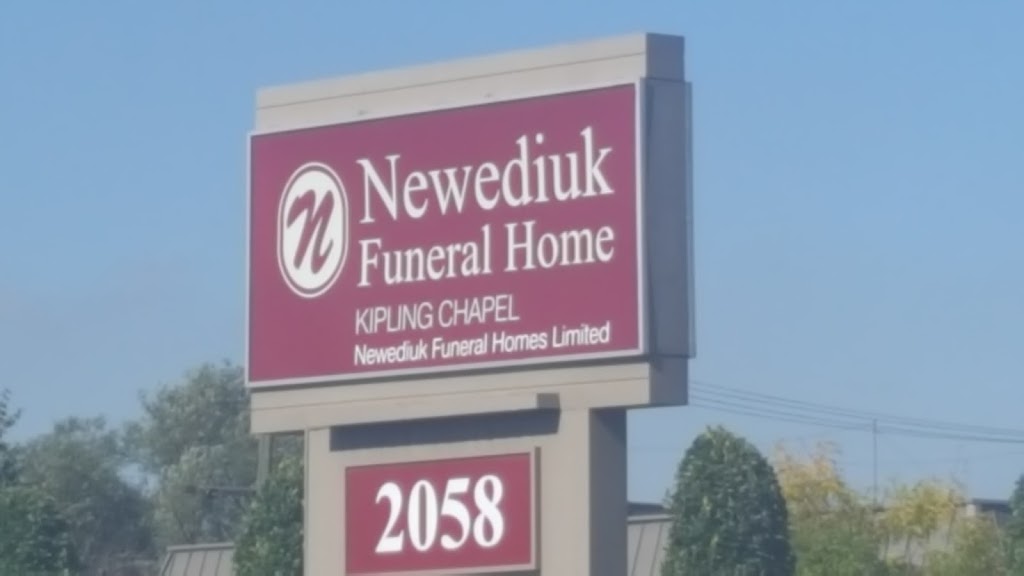 N
Newediuk
Funeral Home
KIPLING CHAPEL
Newediuk Funeral Homes Limited
2058